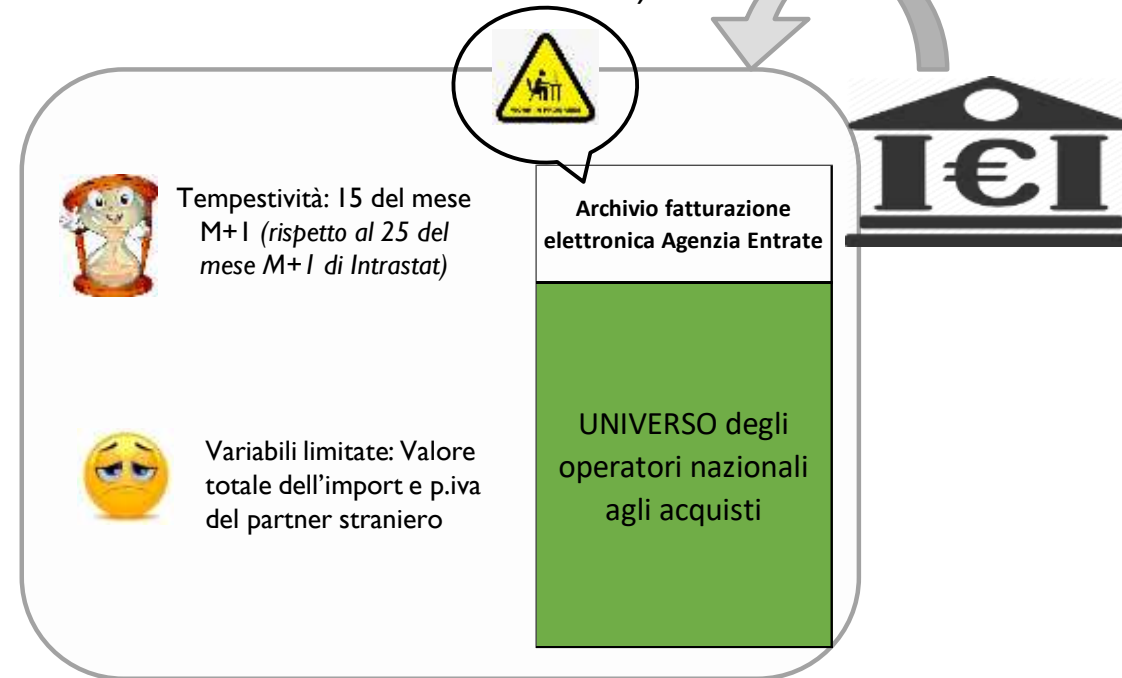 Tempestività: 15 del mese
M+1 (rispetto al 25 del
mese M+1 di Intrastat)
Archivio fatturazione
elettronica Agenzia Entrate
UNIVERSO degli
operatori nazionali
agli acquisti
Variabili limitate: Valore
totale dell'import e p.iva
del partner straniero